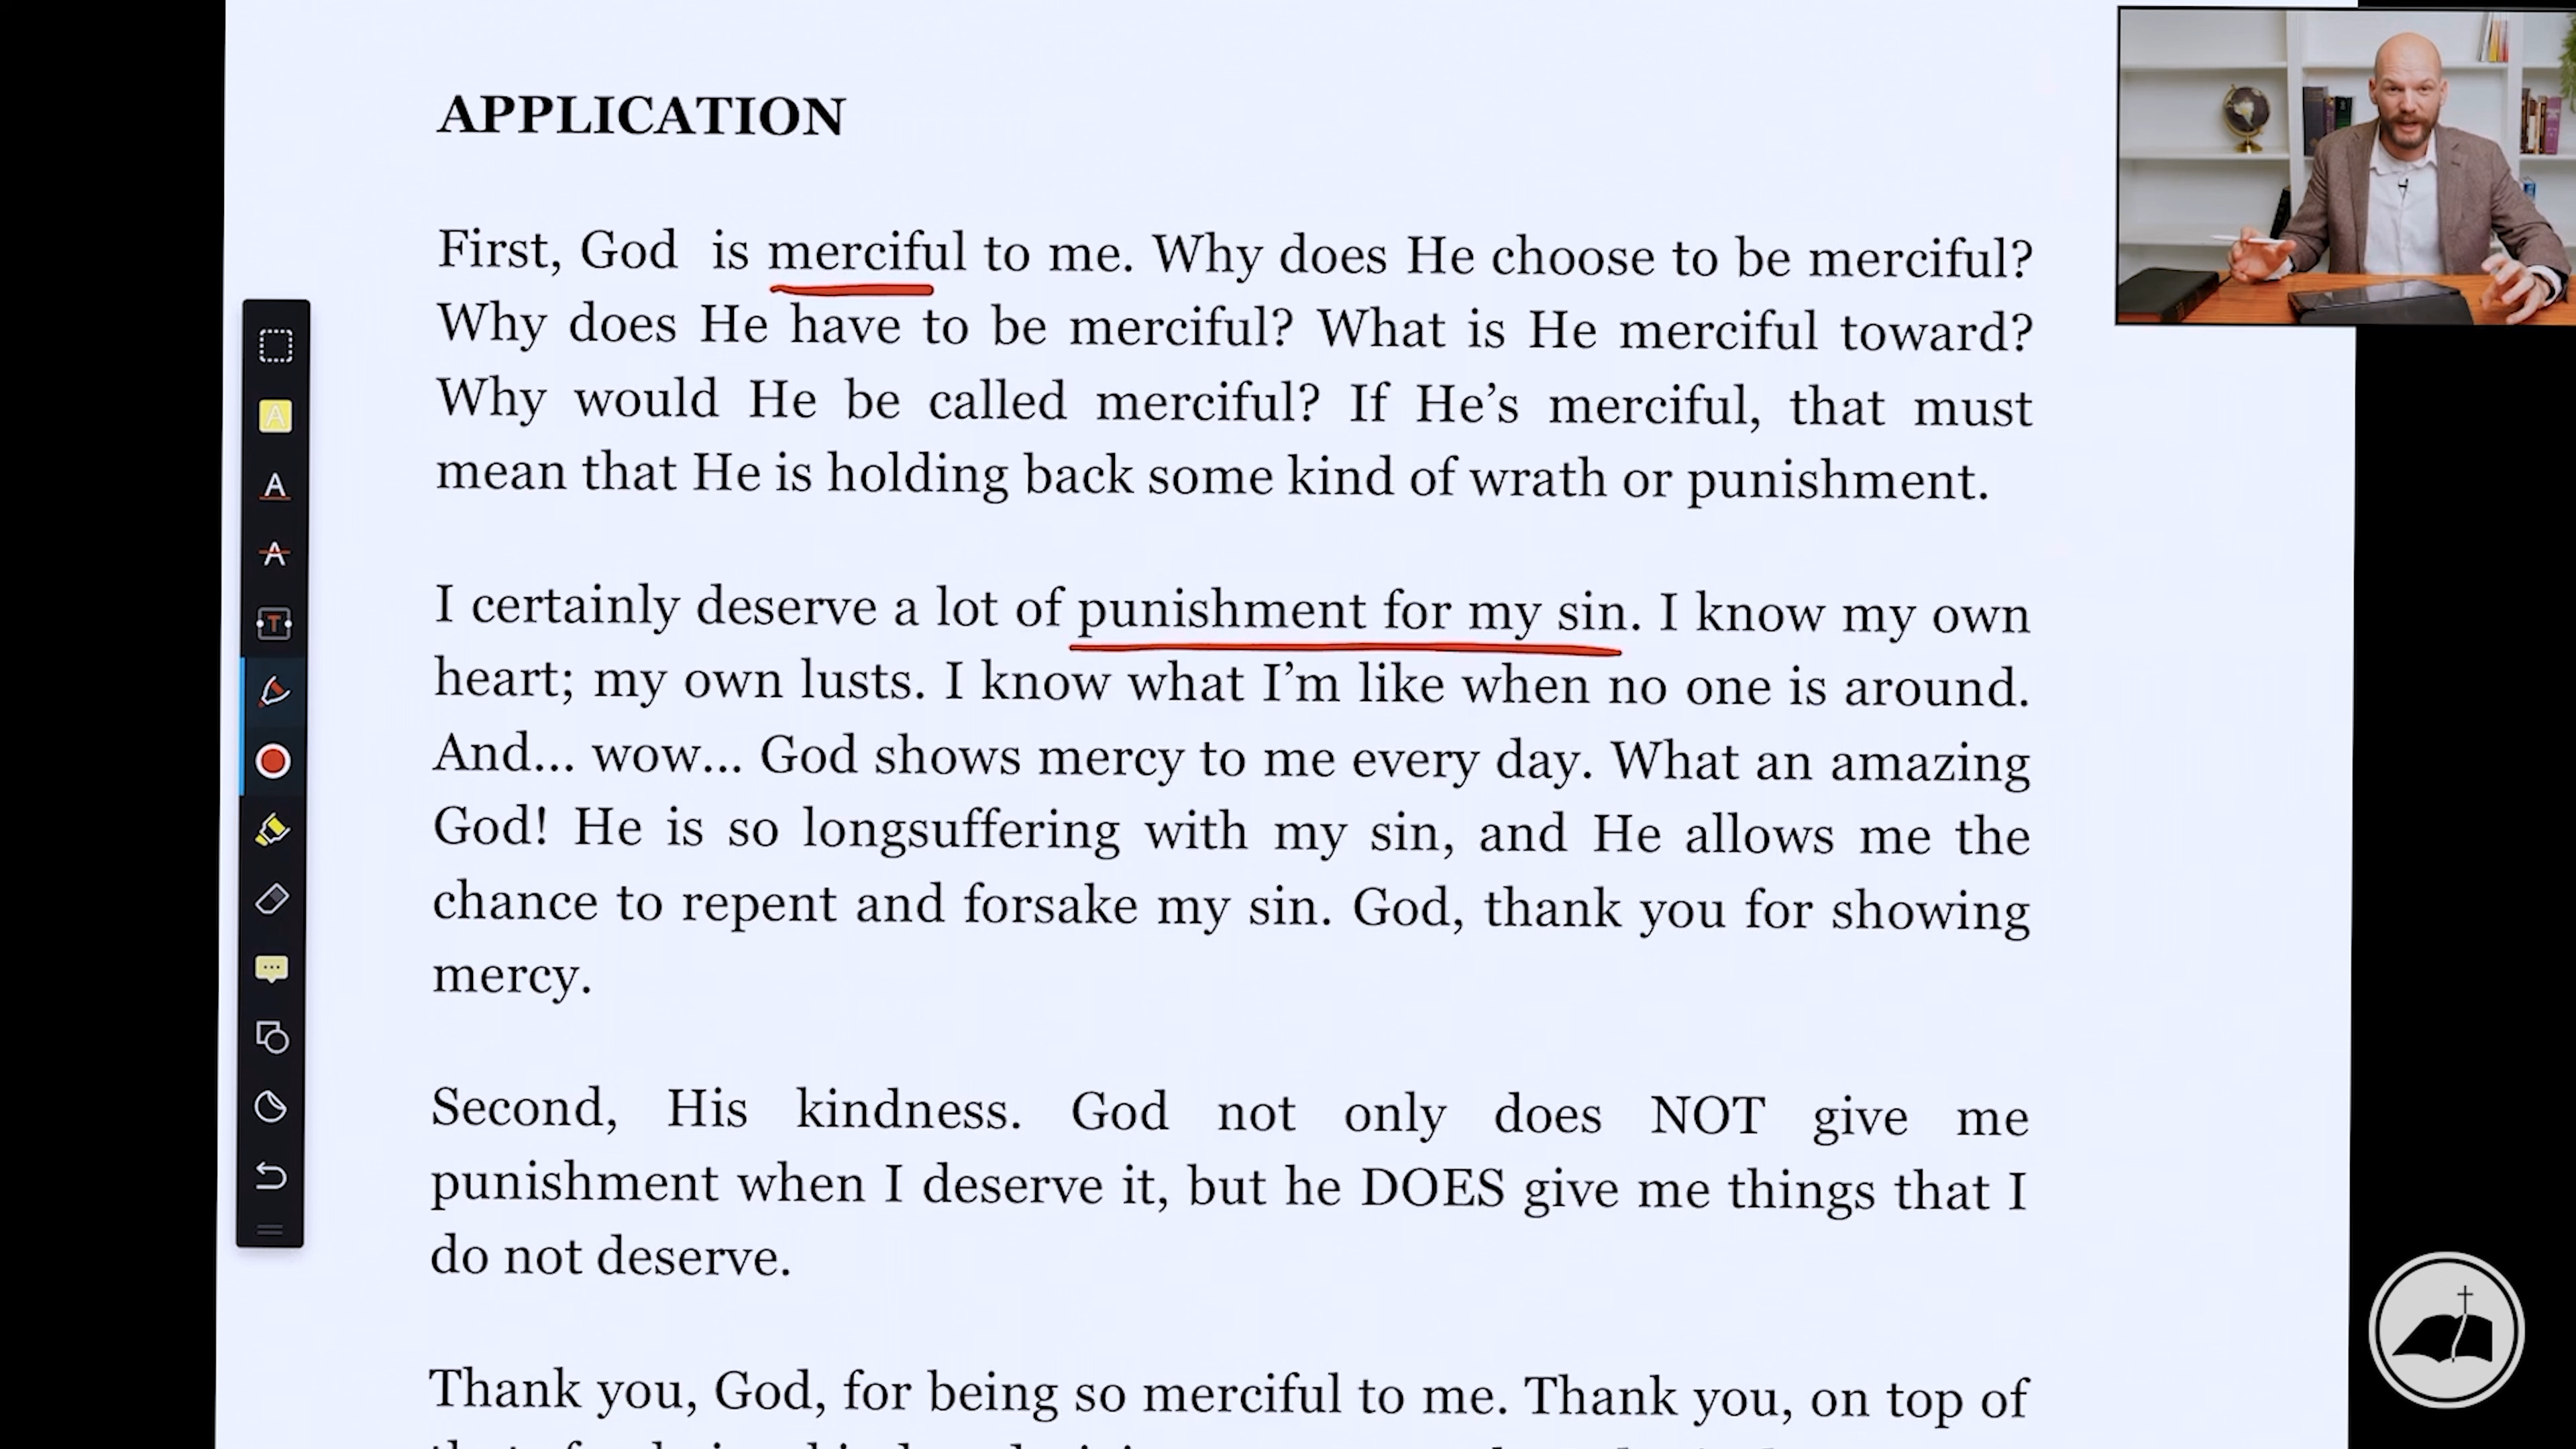 APPLICATION
First, God is merciful to me. Why does He choose to be merciful?
Why does He have to be merciful? What is He merciful toward?
Why would He be called merciful? If He’s merciful, that must
mean that He is holding back some kind of wrath or punishment.
I certainly deserve a lot of punishment for my sin. I know my own
heart; my own lusts. I know what I’m like when no one is around.
And... wow... God shows mercy to me every day. What an amazing
God! He is so longsuffering with my sin, and He allows me the
chance to repent and forsake my sin. God, thank you for showing
mercy.
Second, His kindness. God not only does NOT give me
punishment when I deserve it, but he DOES give me things that I
do not deserve.
Thank you, God, for being so merciful to me. Thank you, on top of